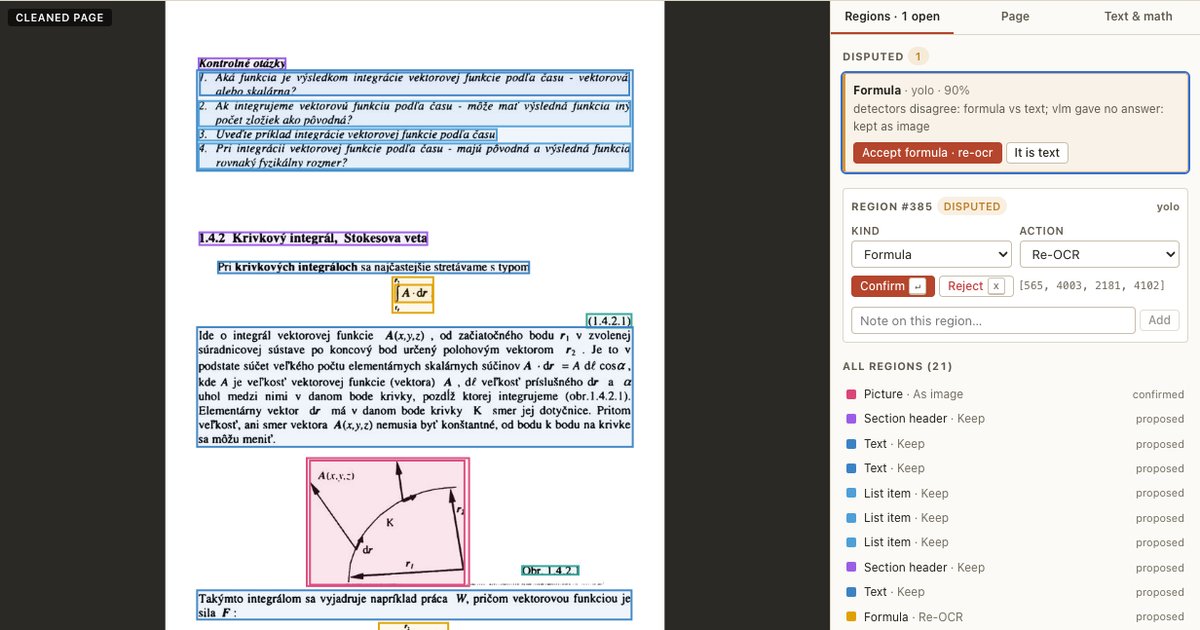 CLEANED PAGE
Kontrolné otázky
1. Aká funkcia je výsledkom integrácie vektorovej funkcie podľa času - vektorová
alebo skalárna?
2. Ak integrujeme vektorovú funkciu podľa času - môže mať výsledná funkcia iný
počet zložiek ako pôvodná?
3. Uveďte príklad integrácie vektorovej funkcie podľa času
4. Pri integrácii vektorovej funkcie podľa času - majú pôvodná a výsledná funkcia
rovnaký fyzikálny rozmer?
1.4.2 Krivkový integrál, Stokesova veta
Pri krivkových integráloch sa najčastejšie stretávame s typom
∫ A · dr
(1.4.2.1)
Ide o integrál vektorovej funkcie A(x,y,z) , od začiatočného bodu r₁ v zvolenej
súradnicovej sústave po koncový bod určený polohovým vektorom r₂ . Je to v
podstate súčet veľkého počtu elementárnych skalárnych súčinov A · dr = A dℓ cosα ,
kde A je veľkosť vektorovej funkcie (vektora) A , dℓ veľkosť príslušného dr a α
uhol medzi nimi v danom bode krivky, pozdĺž ktorej integrujeme (obr.1.4.2.1).
Elementárny vektor dr má v danom bode krivky K smer jej dotyčnice. Pritom
veľkosť, ani smer vektora A(x,y,z) nemusia byť konštantné, od bodu k bodu na krivke
sa môžu meniť.
A(x,y,z)
K
r₂
dr
r₁
Obr. 1.4.2.1
Takýmto integrálom sa vyjadruje napríklad práca W, pričom vektorovou funkciou je
sila F :
Regions · 1 open
Page
Text & math
DISPUTED 1
Formula · yolo · 90%
detectors disagree: formula vs text; vlm gave no answer:
kept as image
Accept formula · re-ocr
It is text
REGION #385 DISPUTED
yolo
KIND
ACTION
Formula
Re-OCR
Confirm ↵
Reject x
[565, 4003, 2181, 4102]
Note on this region...
Add
ALL REGIONS (21)
Picture · As image confirmed
Section header · Keep proposed
Text · Keep proposed
Text · Keep proposed
List item · Keep proposed
List item · Keep proposed
List item · Keep proposed
Section header · Keep proposed
Text · Keep proposed
Formula · Re-OCR proposed